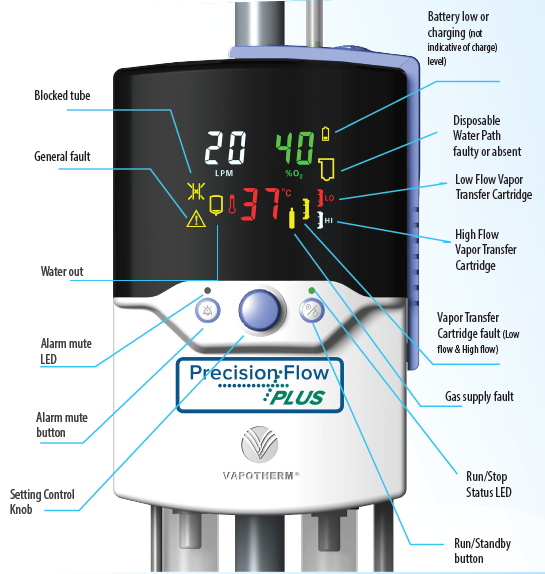 Battery low or
charging (not
indicative of charge)
level)
Blocked tube
Disposable
Water Path
faulty or absent
General fault
20
LPM
40
%O2
37
°C
LO
HI
Low Flow Vapor
Transfer Cartridge
High Flow
Vapor Transfer
Cartridge
Water out
Alarm mute
LED
Vapor Transfer
Cartridge fault (Low
flow & High flow)
Precision Flow
PLUS
Gas supply fault
Alarm mute
button
VAPOTHERM®
Setting Control
Knob
Run/Stop
Status LED
Run/Standby
button